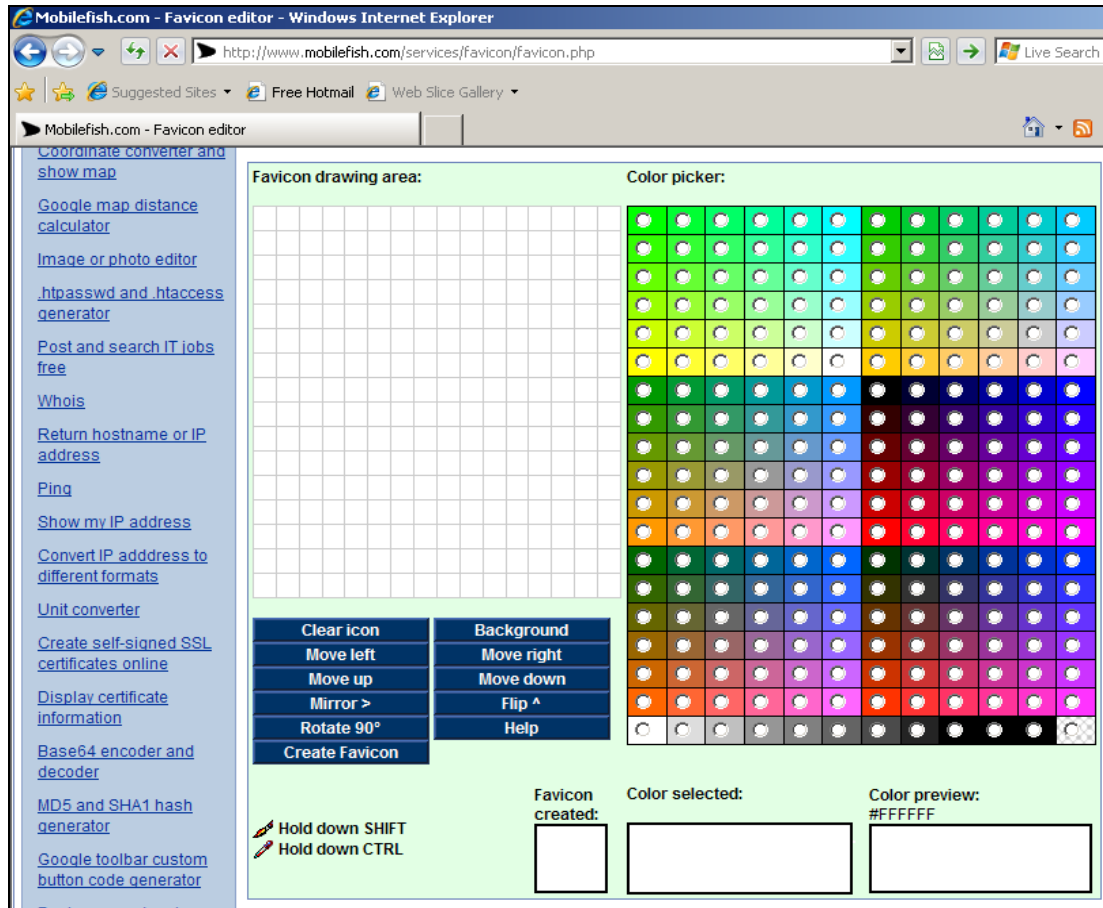 Mobilefish.com - Favicon editor - Windows Internet Explorer
http://www.mobilefish.com/services/favicon/favicon.php
Live Search
Suggested Sites
Free Hotmail
Web Slice Gallery
Mobilefish.com - Favicon editor
Coordinate converter and
show map
Google map distance
calculator
Image or photo editor
.htpasswd and .htaccess
generator
Post and search IT jobs
free
Whois
Return hostname or IP
address
Ping
Show my IP address
Convert IP adddress to
different formats
Unit converter
Create self-signed SSL
certificates online
Display certificate
information
Base64 encoder and
decoder
MD5 and SHA1 hash
generator
Google toolbar custom
button code generator
Favicon drawing area:
Color picker:
Clear icon
Background
Move left
Move right
Move up
Move down
Mirror >
Flip ^
Rotate 90°
Help
Create Favicon
Hold down SHIFT
Hold down CTRL
Favicon
created:
Color selected:
Color preview:
#FFFFFF